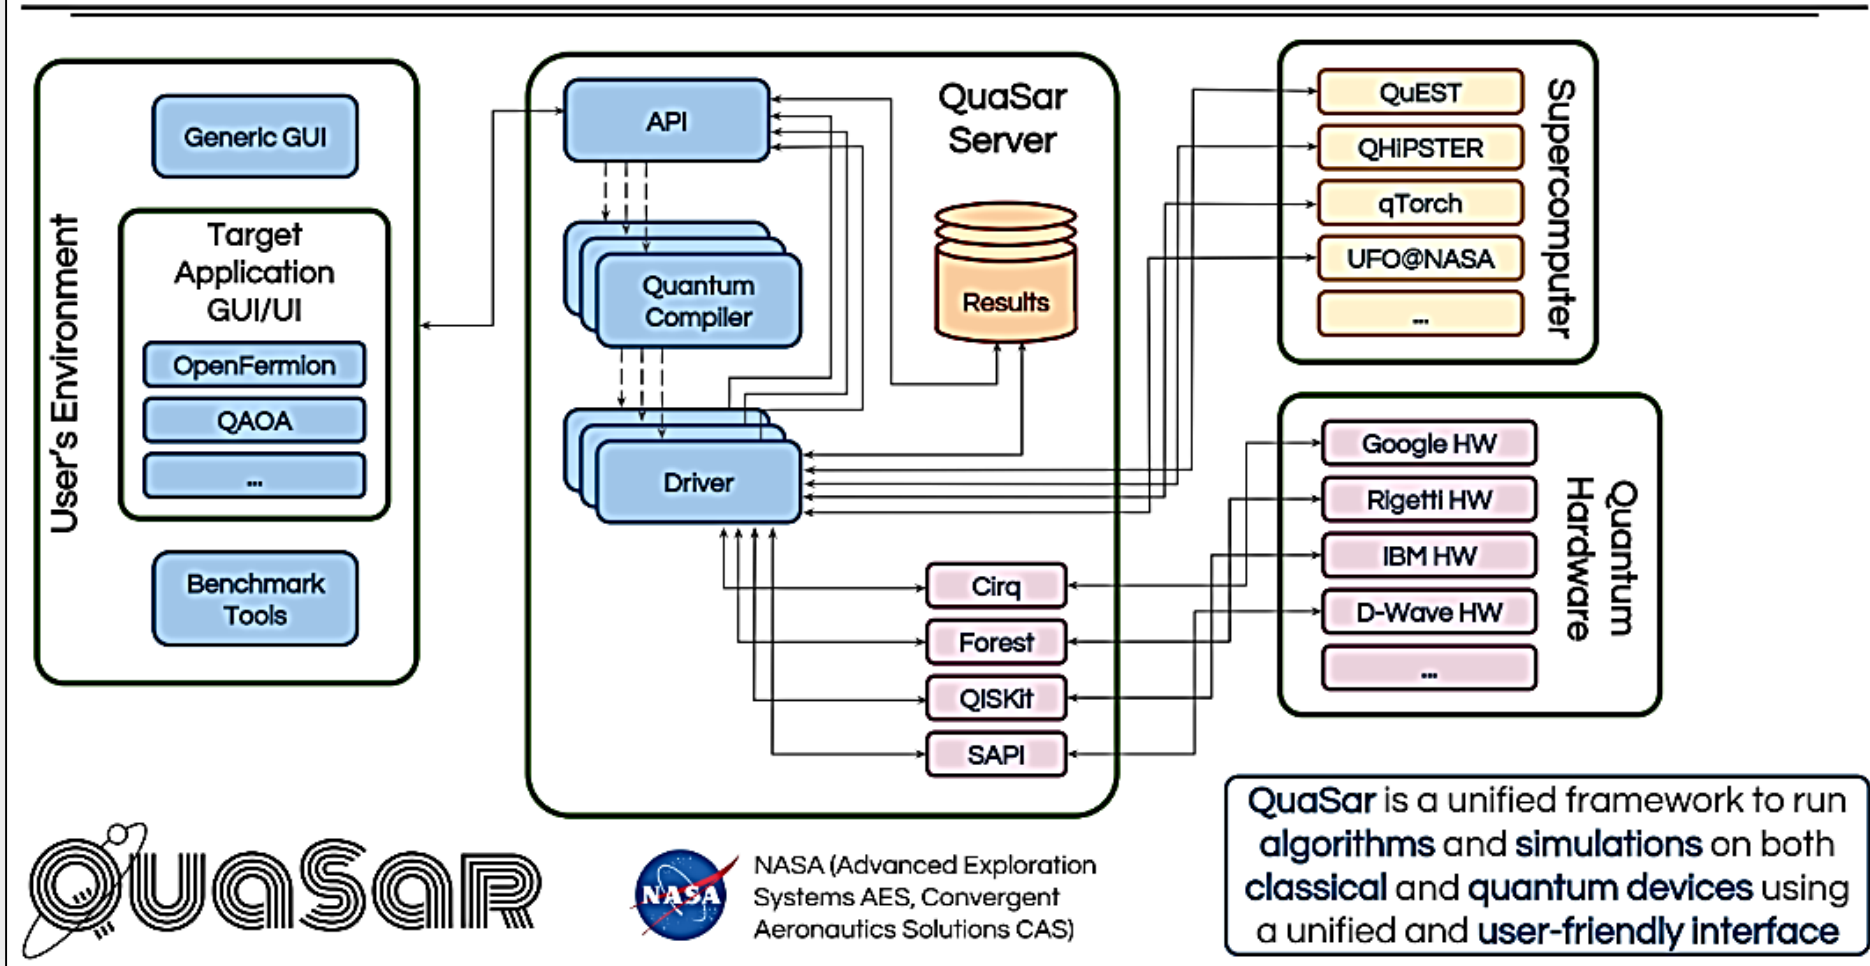 User's Environment
Generic GUI
Target
Application
GUI/UI
OpenFermion
QAOA
...
Benchmark
Tools
QuaSar
Server
API
Quantum
Compiler
Driver
Results
Cirq
Forest
QISKit
SAPI
Supercomputer
QuEST
QHiPSTER
qTorch
UFO@NASA
...
Quantum
Hardware
Google HW
Rigetti HW
IBM HW
D-Wave HW
...
QuaSar
NASA
NASA (Advanced Exploration
Systems AES, Convergent
Aeronautics Solutions CAS)
QuaSar is a unified framework to run
algorithms and simulations on both
classical and quantum devices using
a unified and user-friendly interface